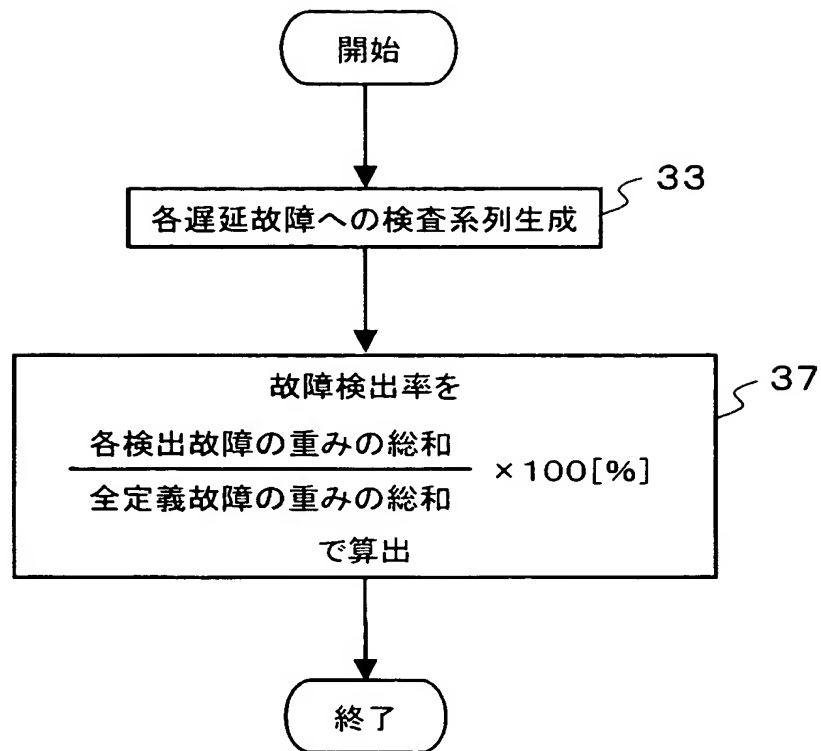 開始
33
各遅延故障への検査系列生成
37
故障検出率を
各検出故障の重みの総和
×100[%]
全定義故障の重みの総和
で算出
終了